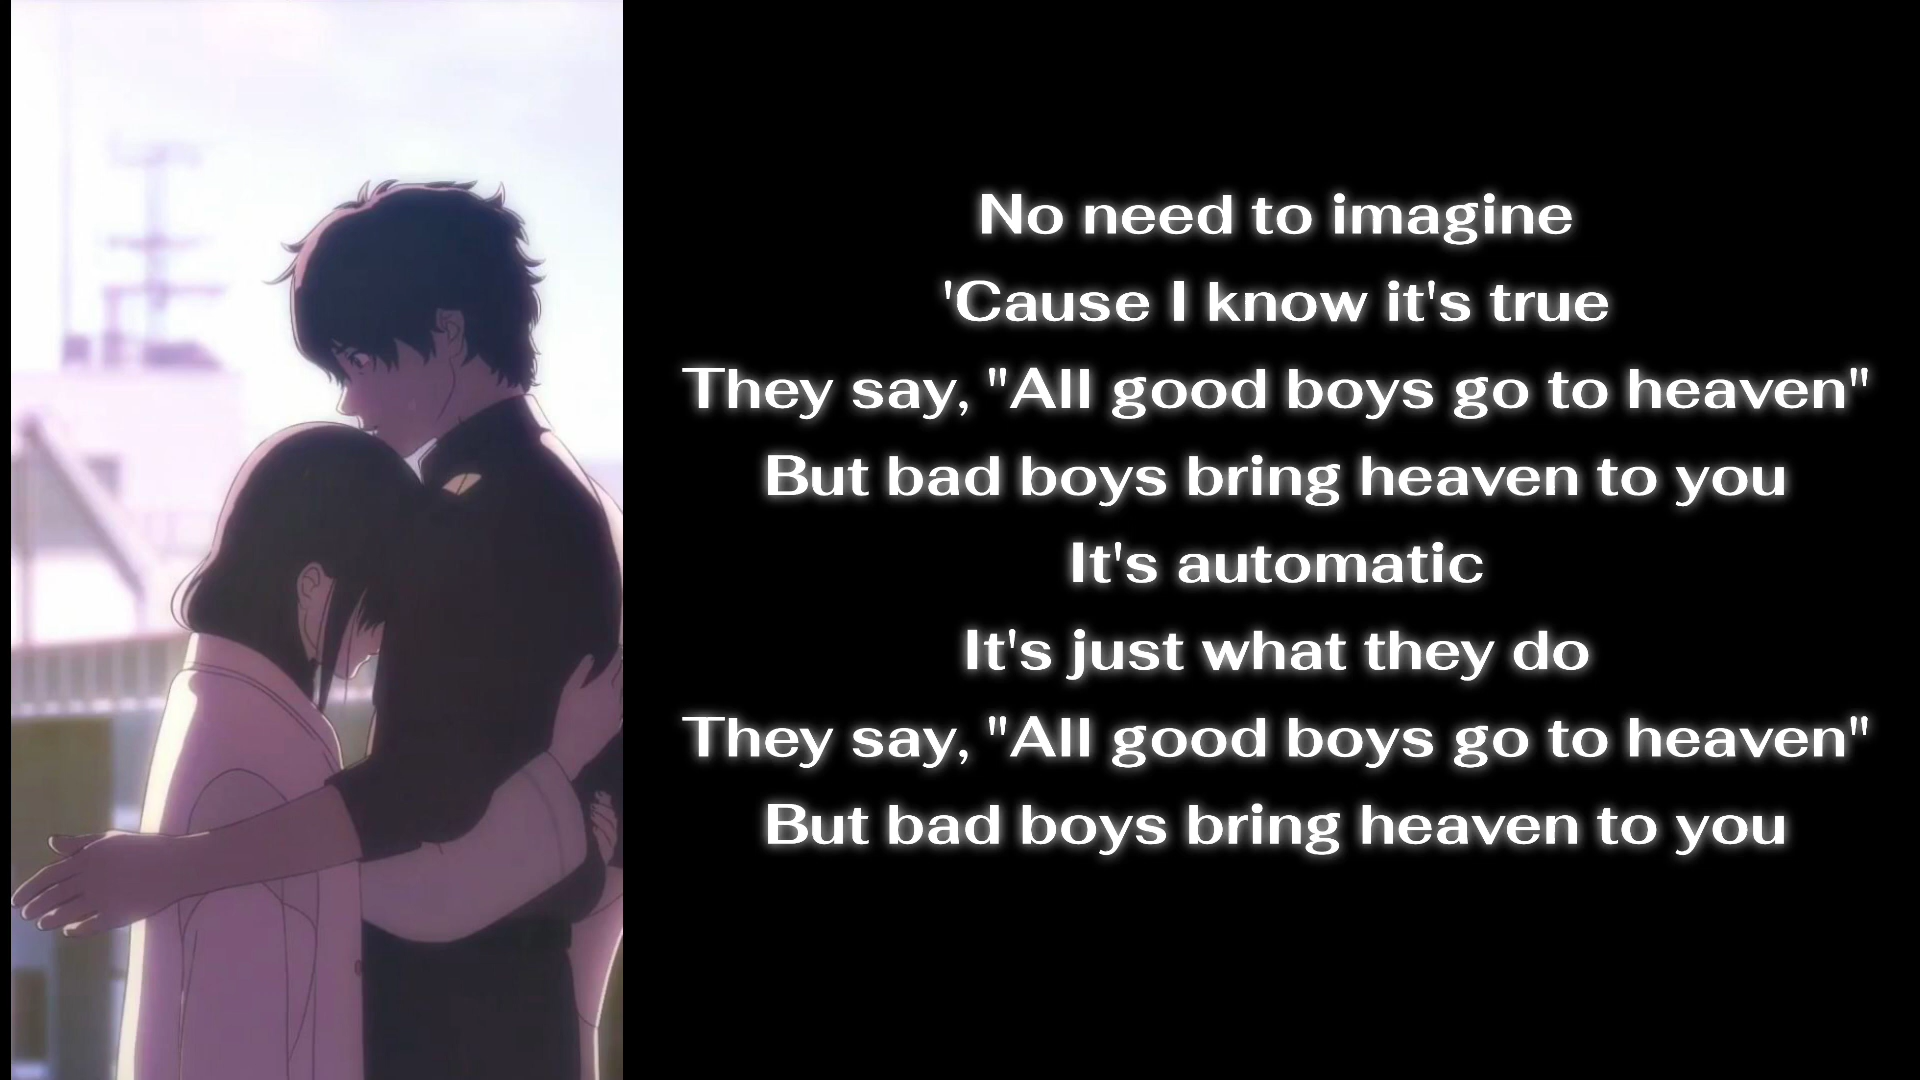 No need to imagine
'Cause I know it's true
They say, "All good boys go to heaven"
But bad boys bring heaven to you
It's automatic
It's just what they do
They say, "All good boys go to heaven"
But bad boys bring heaven to you